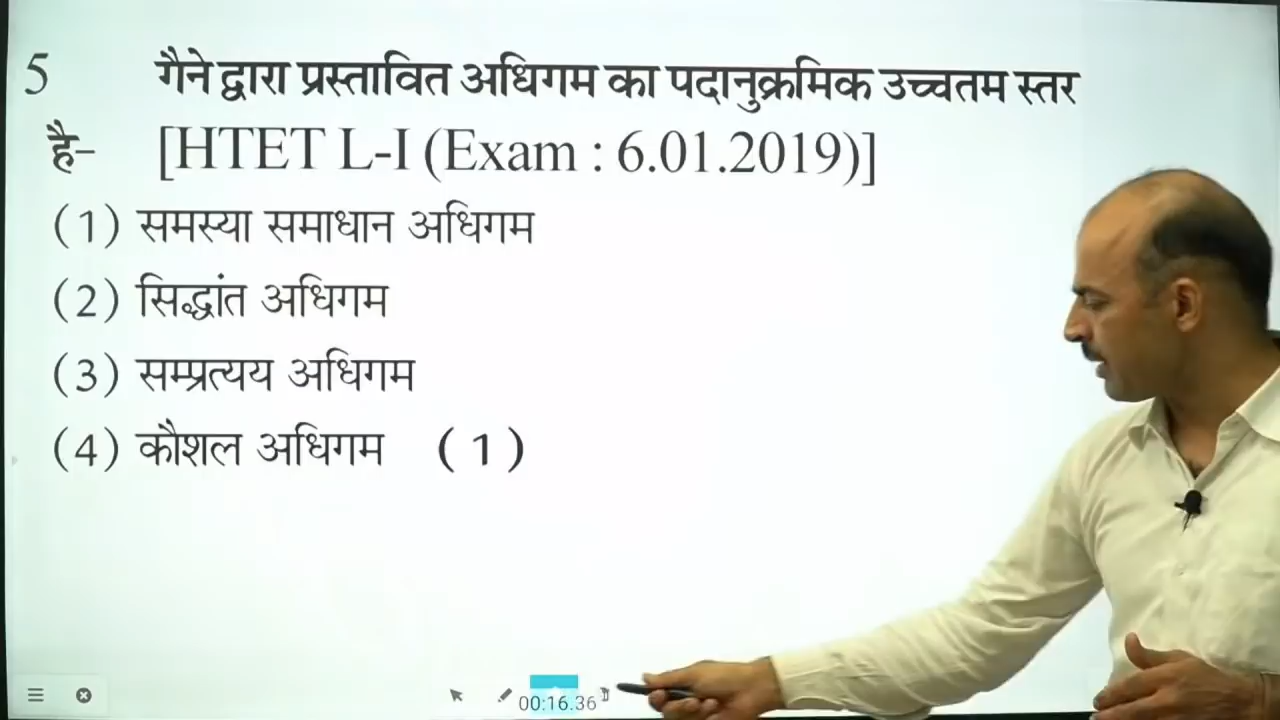 5 गैने द्वारा प्रस्तावित अधिगम का पदानुक्रमिक उच्चतम स्तर
है- [HTET L-I (Exam : 6.01.2019)]
(1) समस्या समाधान अधिगम
(2) सिद्धांत अधिगम
(3) सम्प्रत्यय अधिगम
(4) कौशल अधिगम (1)
00:16.36